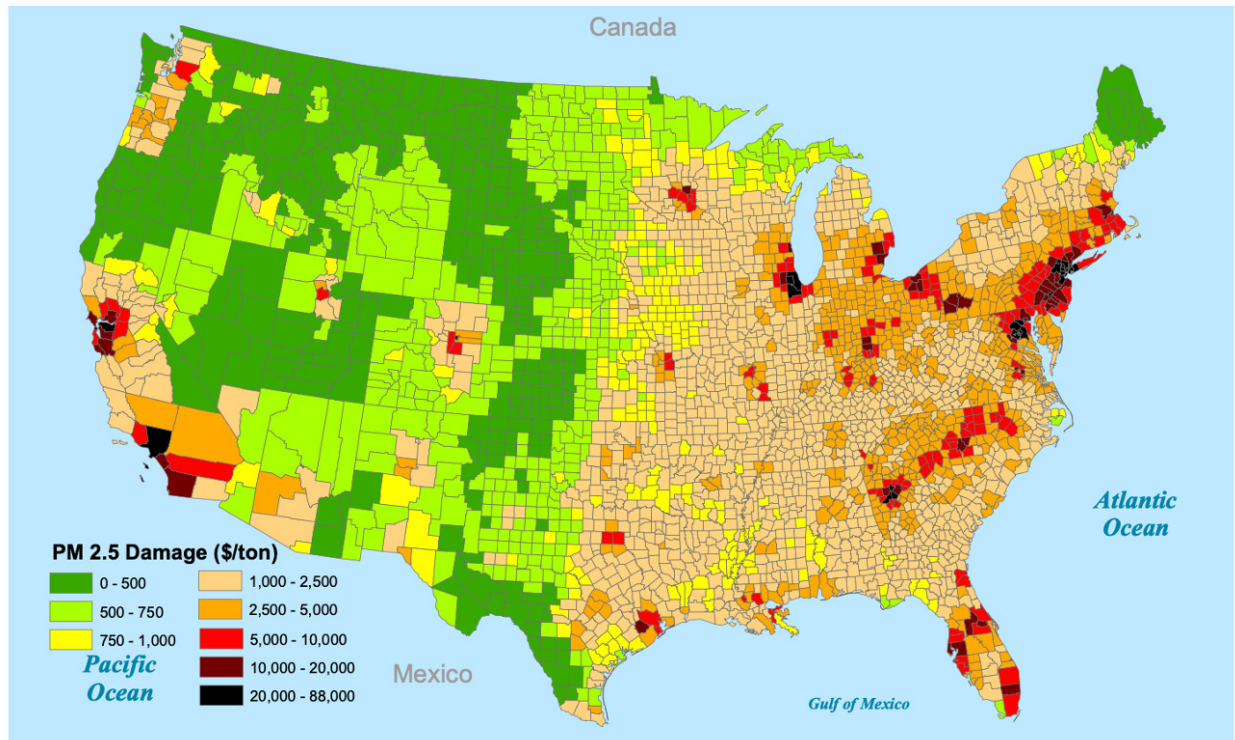 Canada
Atlantic
Ocean
PM 2.5 Damage ($/ton)
0 - 500
500 - 750
750 - 1,000
1,000 - 2,500
2,500 - 5,000
5,000 - 10,000
10,000 - 20,000
20,000 - 88,000
Pacific
Ocean
Mexico
Gulf of Mexico